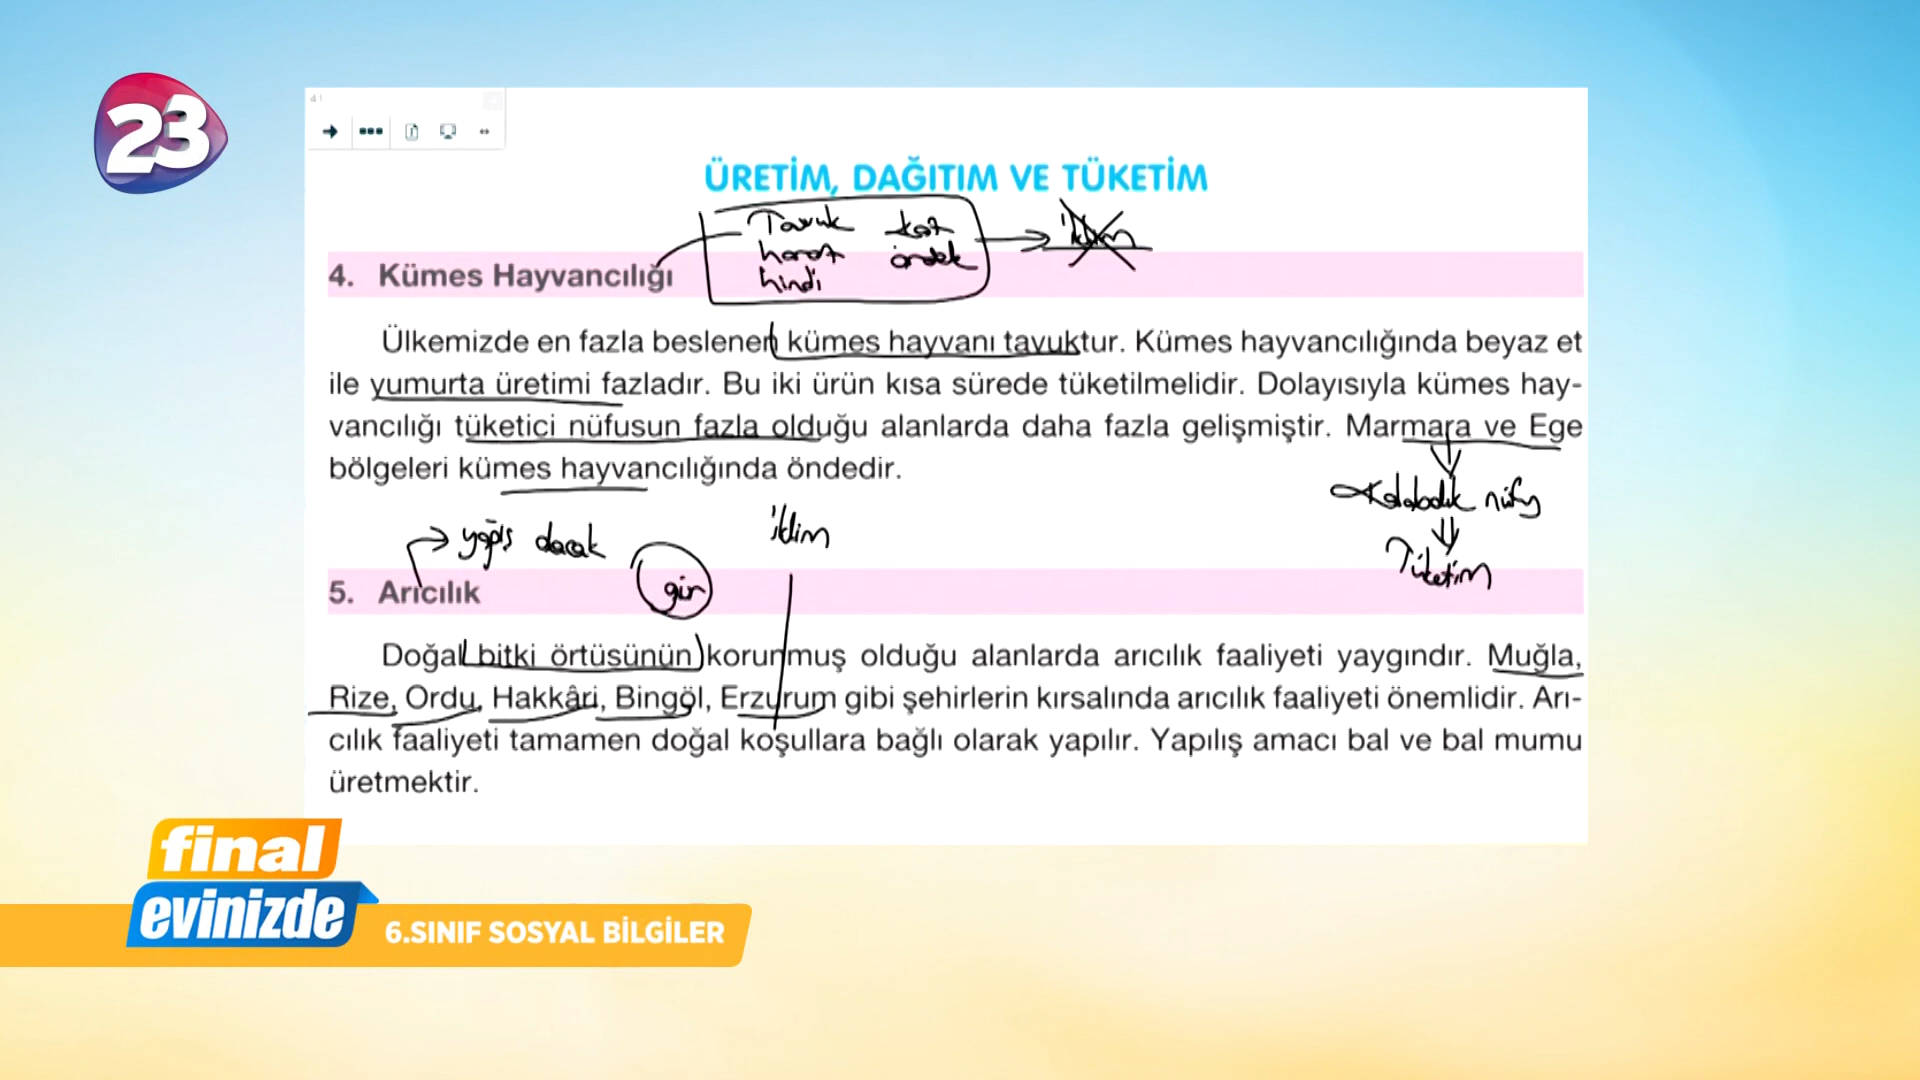 23
ÜRETİM, DAĞITIM VE TÜKETİM
Tavuk kaz
horoz ördek
hindi
İklim
4. Kümes Hayvancılığı
Ülkemizde en fazla beslenen kümes hayvanı tavuktur. Kümes hayvancılığında beyaz et
ile yumurta üretimi fazladır. Bu iki ürün kısa sürede tüketilmelidir. Dolayısıyla kümes hay-
vancılığı tüketici nüfusun fazla olduğu alanlarda daha fazla gelişmiştir. Marmara ve Ege
bölgeleri kümes hayvancılığında öndedir.
Kalabalık nüfus
Tüketim
İklim
5. Arıcılık
Doğal bitki örtüsünün korunmuş olduğu alanlarda arıcılık faaliyeti yaygındır. Muğla,
Rize, Ordu, Hakkâri, Bingöl, Erzurum gibi şehirlerin kırsalında arıcılık faaliyeti önemlidir. Arı-
cılık faaliyeti tamamen doğal koşullara bağlı olarak yapılır. Yapılış amacı bal ve bal mumu
üretmektir.
final
evinizde
6.SINIF SOSYAL BİLGİLER